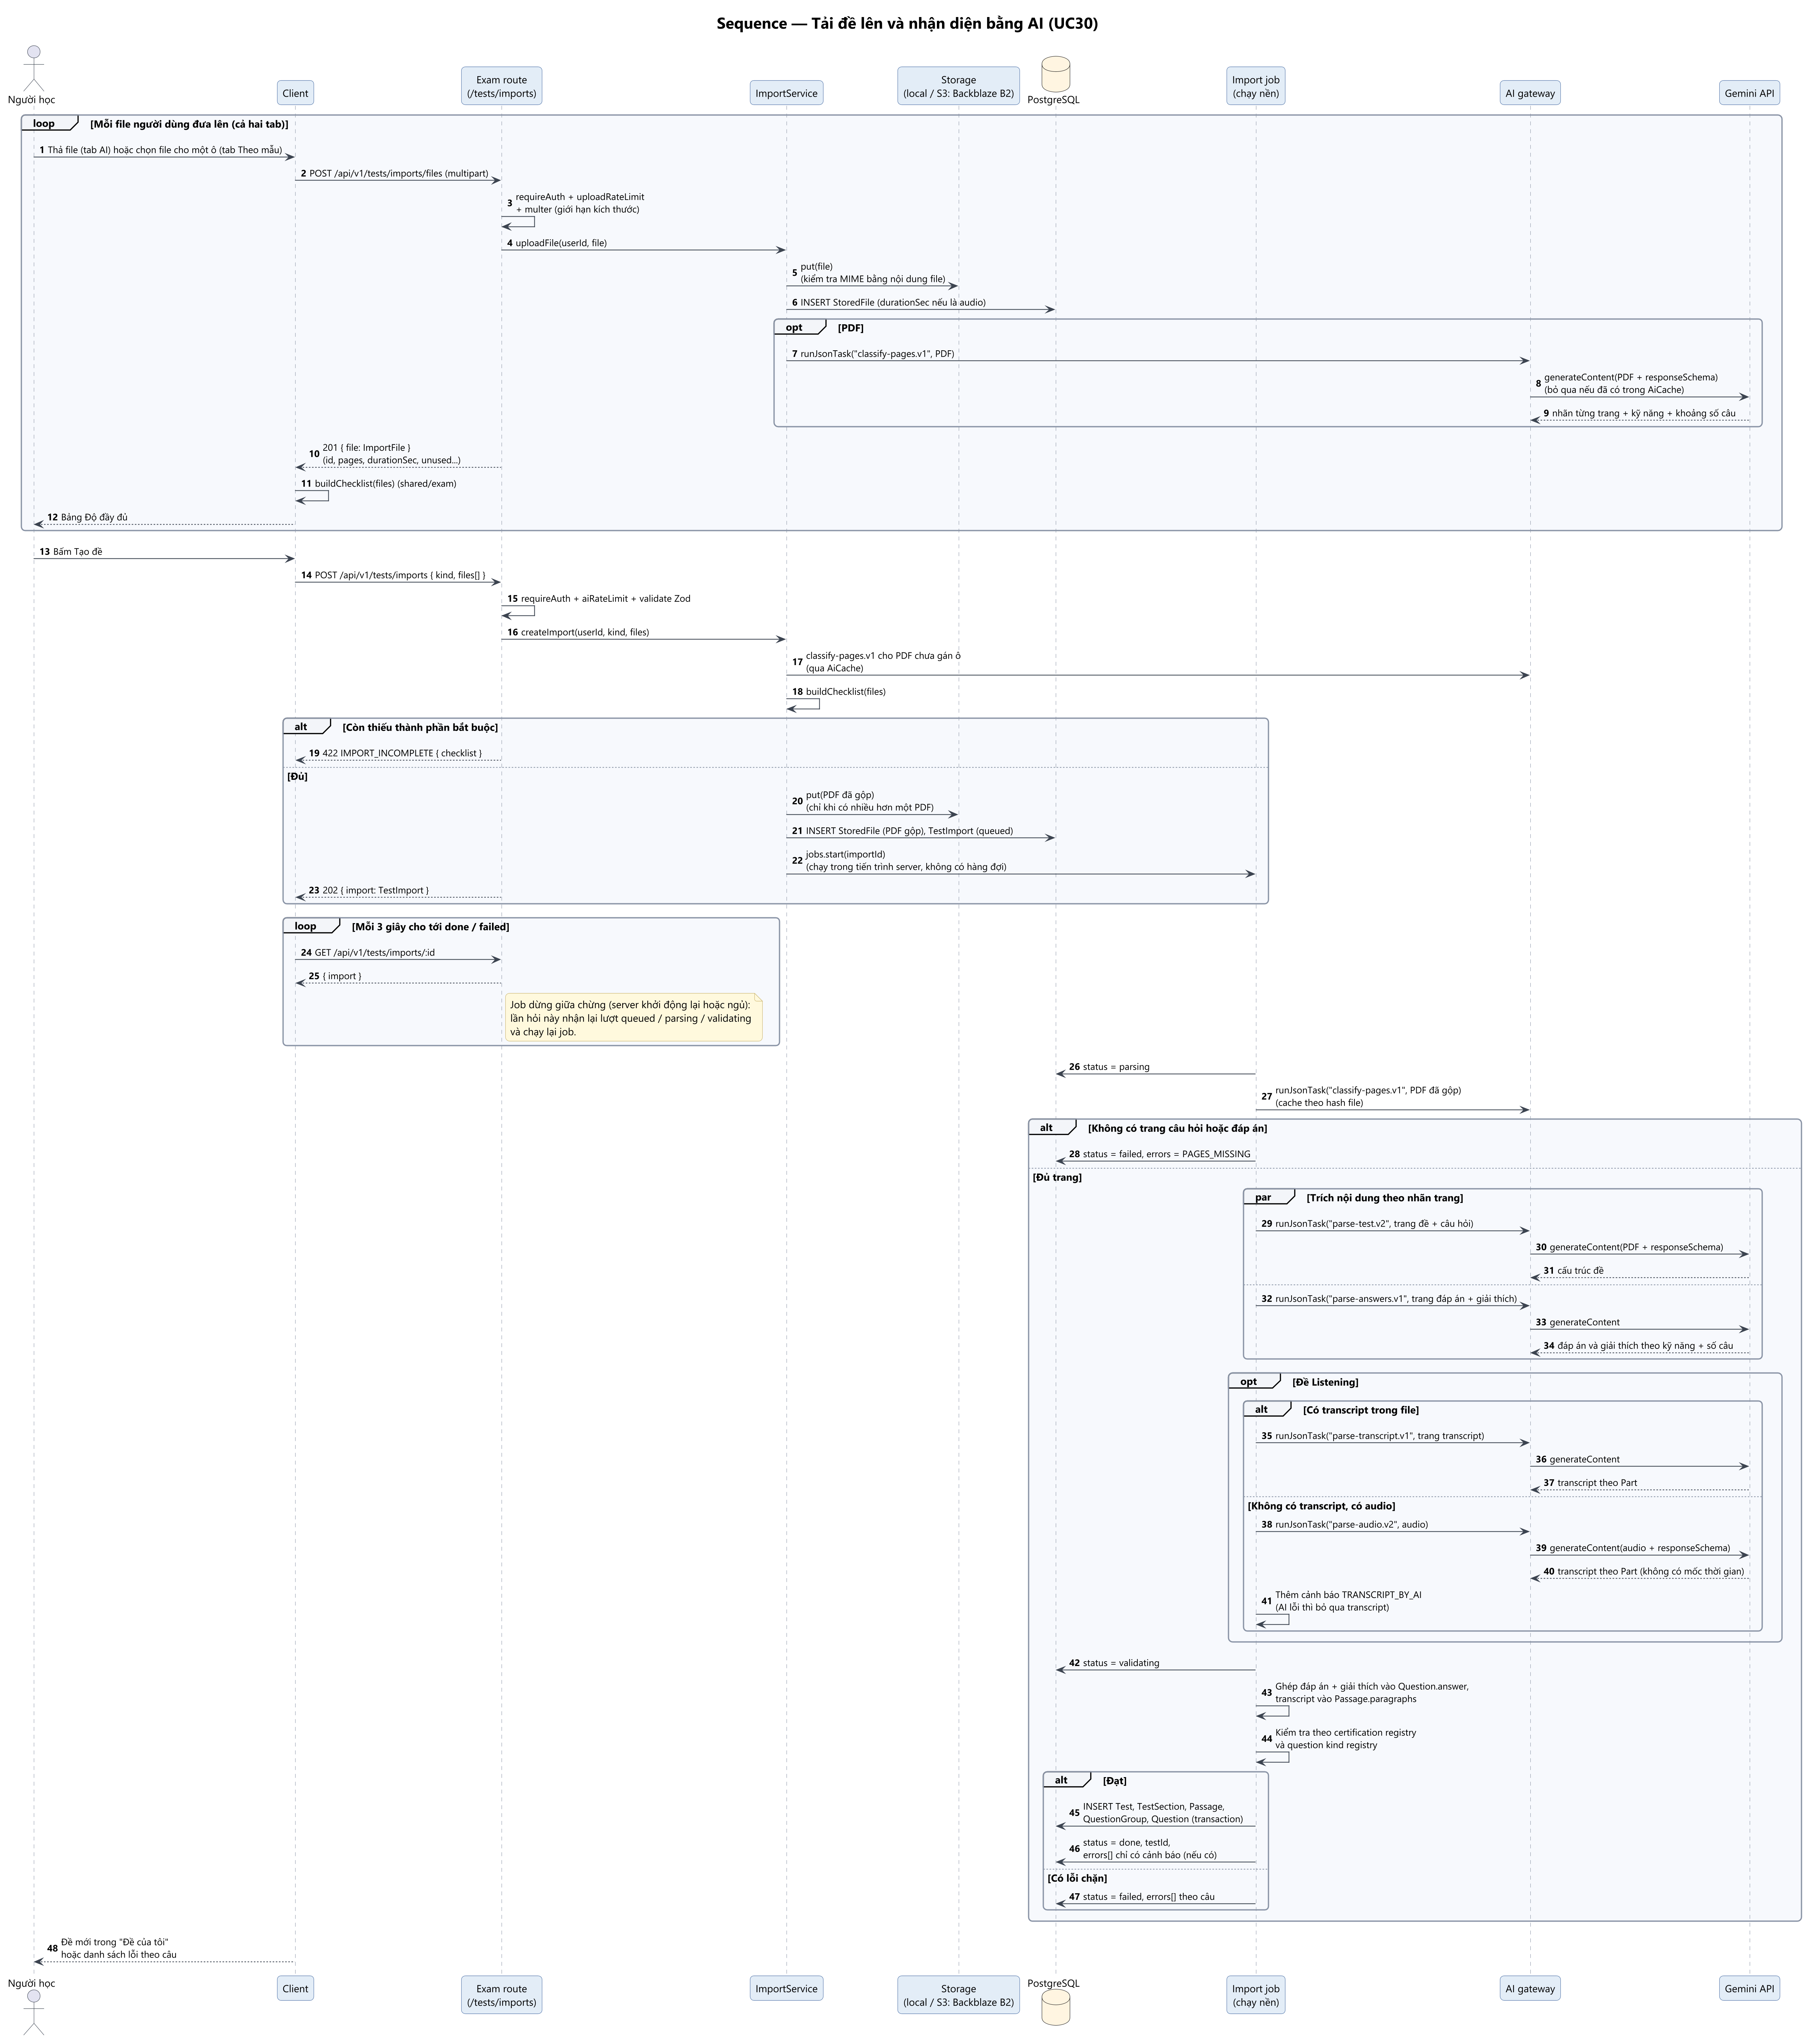 Sequence — Tải đề lên và nhận diện bằng AI (UC30)
Người học
Client
Exam route
(/tests/imports)
ImportService
Storage
(local / S3: Backblaze B2)
PostgreSQL
Import job
(chạy nền)
AI gateway
Gemini API
loop [Mỗi file người dùng đưa lên (cả hai tab)]
1 Thả file (tab AI) hoặc chọn file cho một ô (tab Theo mẫu)
2 POST /api/v1/tests/imports/files (multipart)
3 requireAuth + uploadRateLimit
+ multer (giới hạn kích thước)
4 uploadFile(userId, file)
5 put(file)
(kiểm tra MIME bằng nội dung file)
6 INSERT StoredFile (durationSec nếu là audio)
opt [PDF]
7 runJsonTask("classify-pages.v1", PDF)
8 generateContent(PDF + responseSchema)
(bỏ qua nếu đã có trong AiCache)
9 nhãn từng trang + kỹ năng + khoảng số câu
10 201 { file: ImportFile }
(id, pages, durationSec, unused...)
11 buildChecklist(files) (shared/exam)
12 Bảng Độ đầy đủ
13 Bấm Tạo đề
14 POST /api/v1/tests/imports { kind, files[] }
15 requireAuth + aiRateLimit + validate Zod
16 createImport(userId, kind, files)
17 classify-pages.v1 cho PDF chưa gán ô
(qua AiCache)
18 buildChecklist(files)
alt [Còn thiếu thành phần bắt buộc]
19 422 IMPORT_INCOMPLETE { checklist }
[Đủ]
20 put(PDF đã gộp)
(chỉ khi có nhiều hơn một PDF)
21 INSERT StoredFile (PDF gộp), TestImport (queued)
22 jobs.start(importId)
(chạy trong tiến trình server, không có hàng đợi)
23 202 { import: TestImport }
loop [Mỗi 3 giây cho tới done / failed]
24 GET /api/v1/tests/imports/:id
25 { import }
Job dừng giữa chừng (server khởi động lại hoặc ngủ):
lần hỏi này nhận lại lượt queued / parsing / validating
và chạy lại job.
26 status = parsing
27 runJsonTask("classify-pages.v1", PDF đã gộp)
(cache theo hash file)
alt [Không có trang câu hỏi hoặc đáp án]
28 status = failed, errors = PAGES_MISSING
[Đủ trang]
par [Trích nội dung theo nhãn trang]
29 runJsonTask("parse-test.v2", trang đề + câu hỏi)
30 generateContent(PDF + responseSchema)
31 cấu trúc đề
32 runJsonTask("parse-answers.v1", trang đáp án + giải thích)
33 generateContent
34 đáp án và giải thích theo kỹ năng + số câu
opt [Đề Listening]
alt [Có transcript trong file]
35 runJsonTask("parse-transcript.v1", trang transcript)
36 generateContent
37 transcript theo Part
[Không có transcript, có audio]
38 runJsonTask("parse-audio.v2", audio)
39 generateContent(audio + responseSchema)
40 transcript theo Part (không có mốc thời gian)
41 Thêm cảnh báo TRANSCRIPT_BY_AI
(AI lỗi thì bỏ qua transcript)
42 status = validating
43 Ghép đáp án + giải thích vào Question.answer,
transcript vào Passage.paragraphs
44 Kiểm tra theo certification registry
và question kind registry
alt [Đạt]
45 INSERT Test, TestSection, Passage,
QuestionGroup, Question (transaction)
46 status = done, testId,
errors[] chỉ có cảnh báo (nếu có)
[Có lỗi chặn]
47 status = failed, errors[] theo câu
48 Đề mới trong "Đề của tôi"
hoặc danh sách lỗi theo câu
Người học
Client
Exam route
(/tests/imports)
ImportService
Storage
(local / S3: Backblaze B2)
PostgreSQL
Import job
(chạy nền)
AI gateway
Gemini API